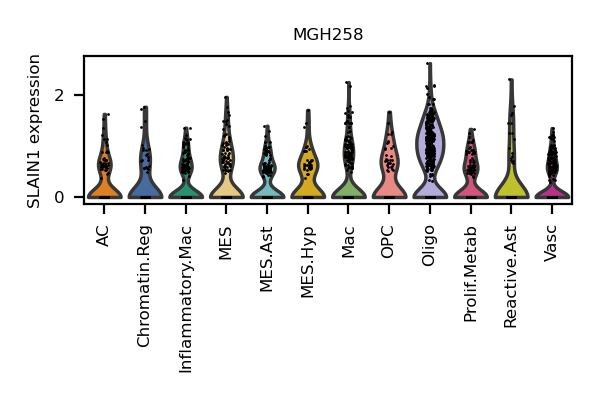 MGH258
SLAIN1 expression
2
0
AC
Chromatin.Reg
Inflammatory.Mac
MES
MES.Ast
MES.Hyp
Mac
OPC
Oligo
Prolif.Metab
Reactive.Ast
Vasc